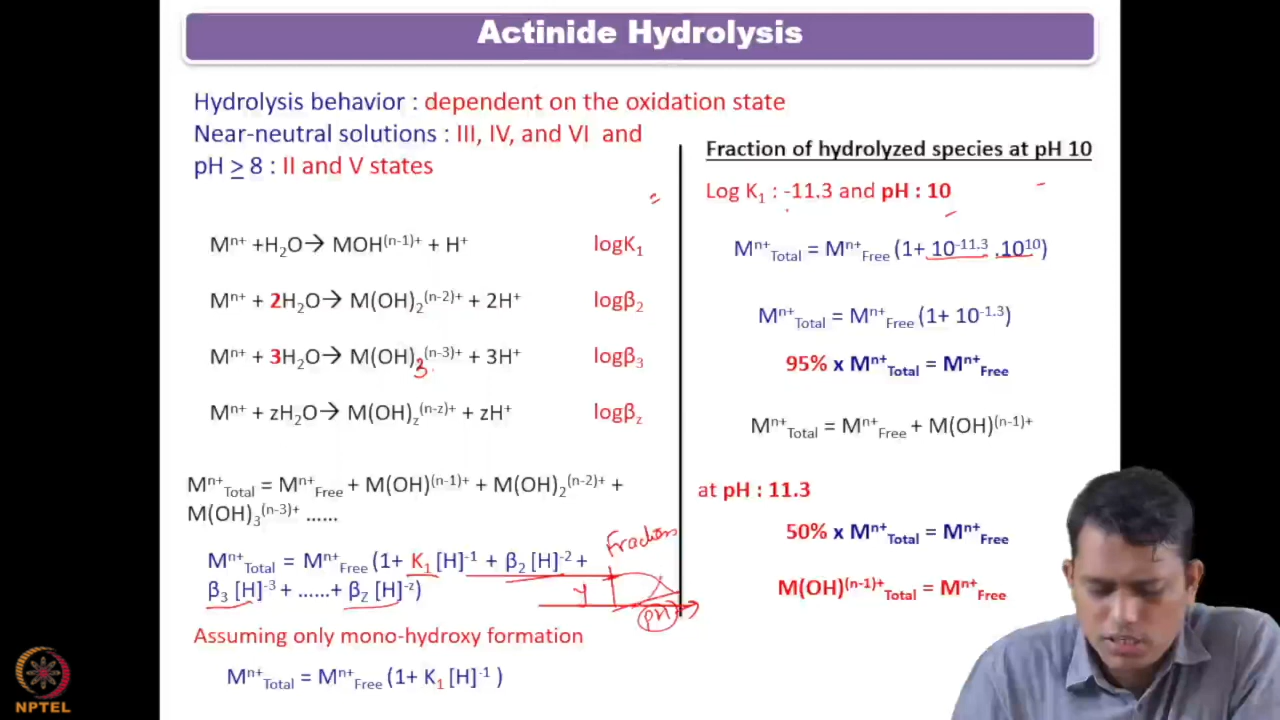 Actinide Hydrolysis
Hydrolysis behavior : dependent on the oxidation state
Near-neutral solutions : III, IV, and VI and
pH ≥ 8 : II and V states
Mⁿ⁺ +H₂O→ MOH⁽ⁿ⁻¹⁾⁺ + H⁺ logK₁
Mⁿ⁺ + 2H₂O→ M(OH)₂⁽ⁿ⁻²⁾⁺ + 2H⁺ logβ₂
Mⁿ⁺ + 3H₂O→ M(OH)₃⁽ⁿ⁻³⁾⁺ + 3H⁺ logβ₃
Mⁿ⁺ + zH₂O→ M(OH)z⁽ⁿ⁻ᶻ⁾⁺ + zH⁺ logβz
Mⁿ⁺Total = Mⁿ⁺Free + M(OH)⁽ⁿ⁻¹⁾⁺ + M(OH)₂⁽ⁿ⁻²⁾⁺ +
M(OH)₃⁽ⁿ⁻³⁾⁺ ......
Mⁿ⁺Total = Mⁿ⁺Free (1+ K₁ [H]⁻¹ + β₂ [H]⁻² +
β₃ [H]⁻³ + ......+ βz [H]⁻ᶻ)
Fraction
Y
pH
Assuming only mono-hydroxy formation
Mⁿ⁺Total = Mⁿ⁺Free (1+ K₁ [H]⁻¹ )
Fraction of hydrolyzed species at pH 10
Log K₁ : -11.3 and pH : 10
Mⁿ⁺Total = Mⁿ⁺Free (1+ 10⁻¹¹·³ .10¹⁰)
Mⁿ⁺Total = Mⁿ⁺Free (1+ 10⁻¹·³)
95% x Mⁿ⁺Total = Mⁿ⁺Free
Mⁿ⁺Total = Mⁿ⁺Free + M(OH)⁽ⁿ⁻¹⁾⁺
at pH : 11.3
50% x Mⁿ⁺Total = Mⁿ⁺Free
M(OH)⁽ⁿ⁻¹⁾⁺Total = Mⁿ⁺Free
NPTEL